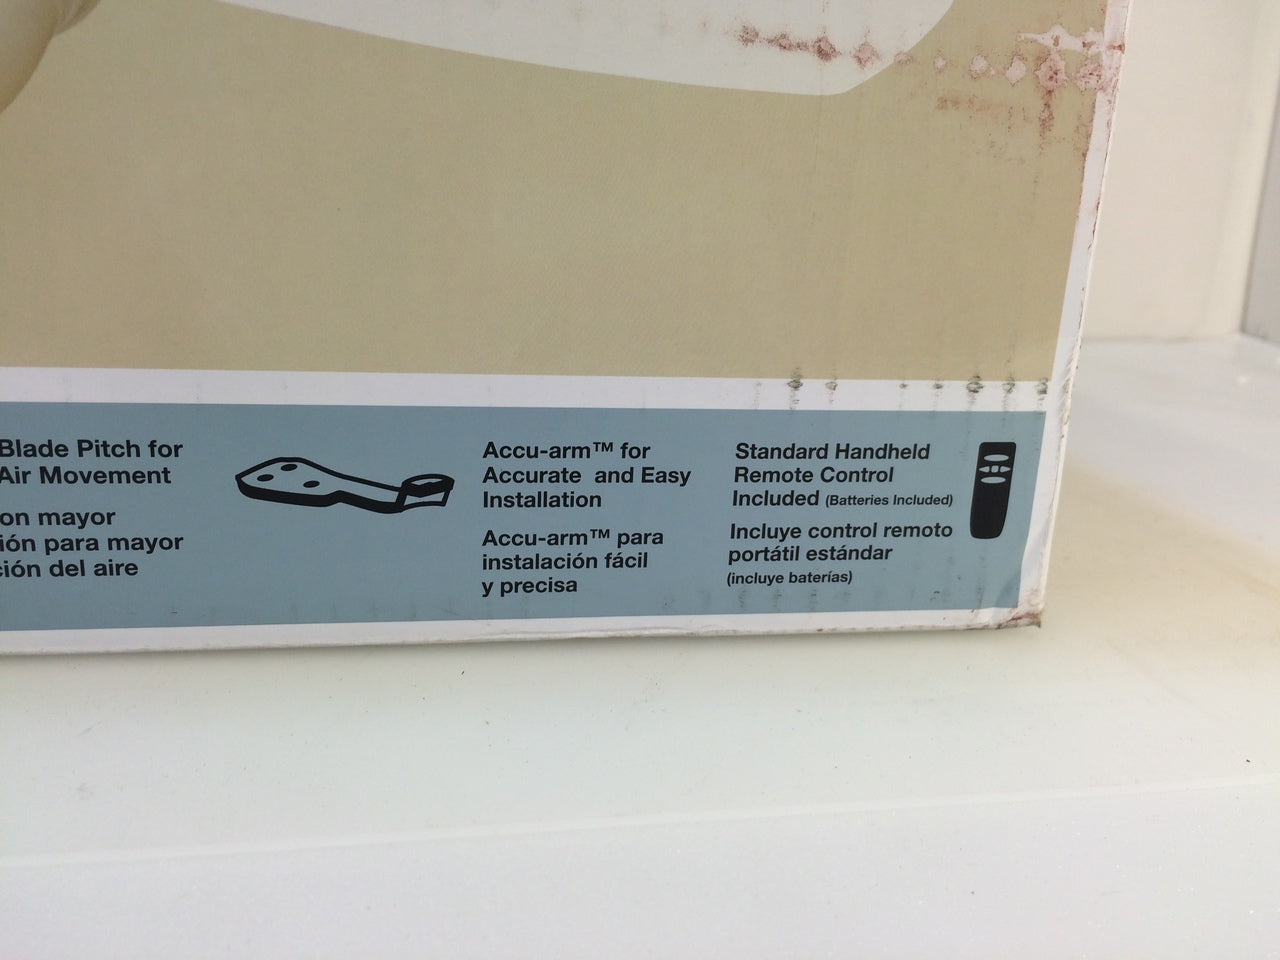 Blade Pitch for
Air Movement
on mayor
ión para mayor
ción del aire
Accu-arm™ for
Accurate and Easy
Installation
Accu-arm™ para
instalación fácil
y precisa
Standard Handheld
Remote Control
Included (Batteries Included)
Incluye control remoto
portátil estándar
(incluye baterías)